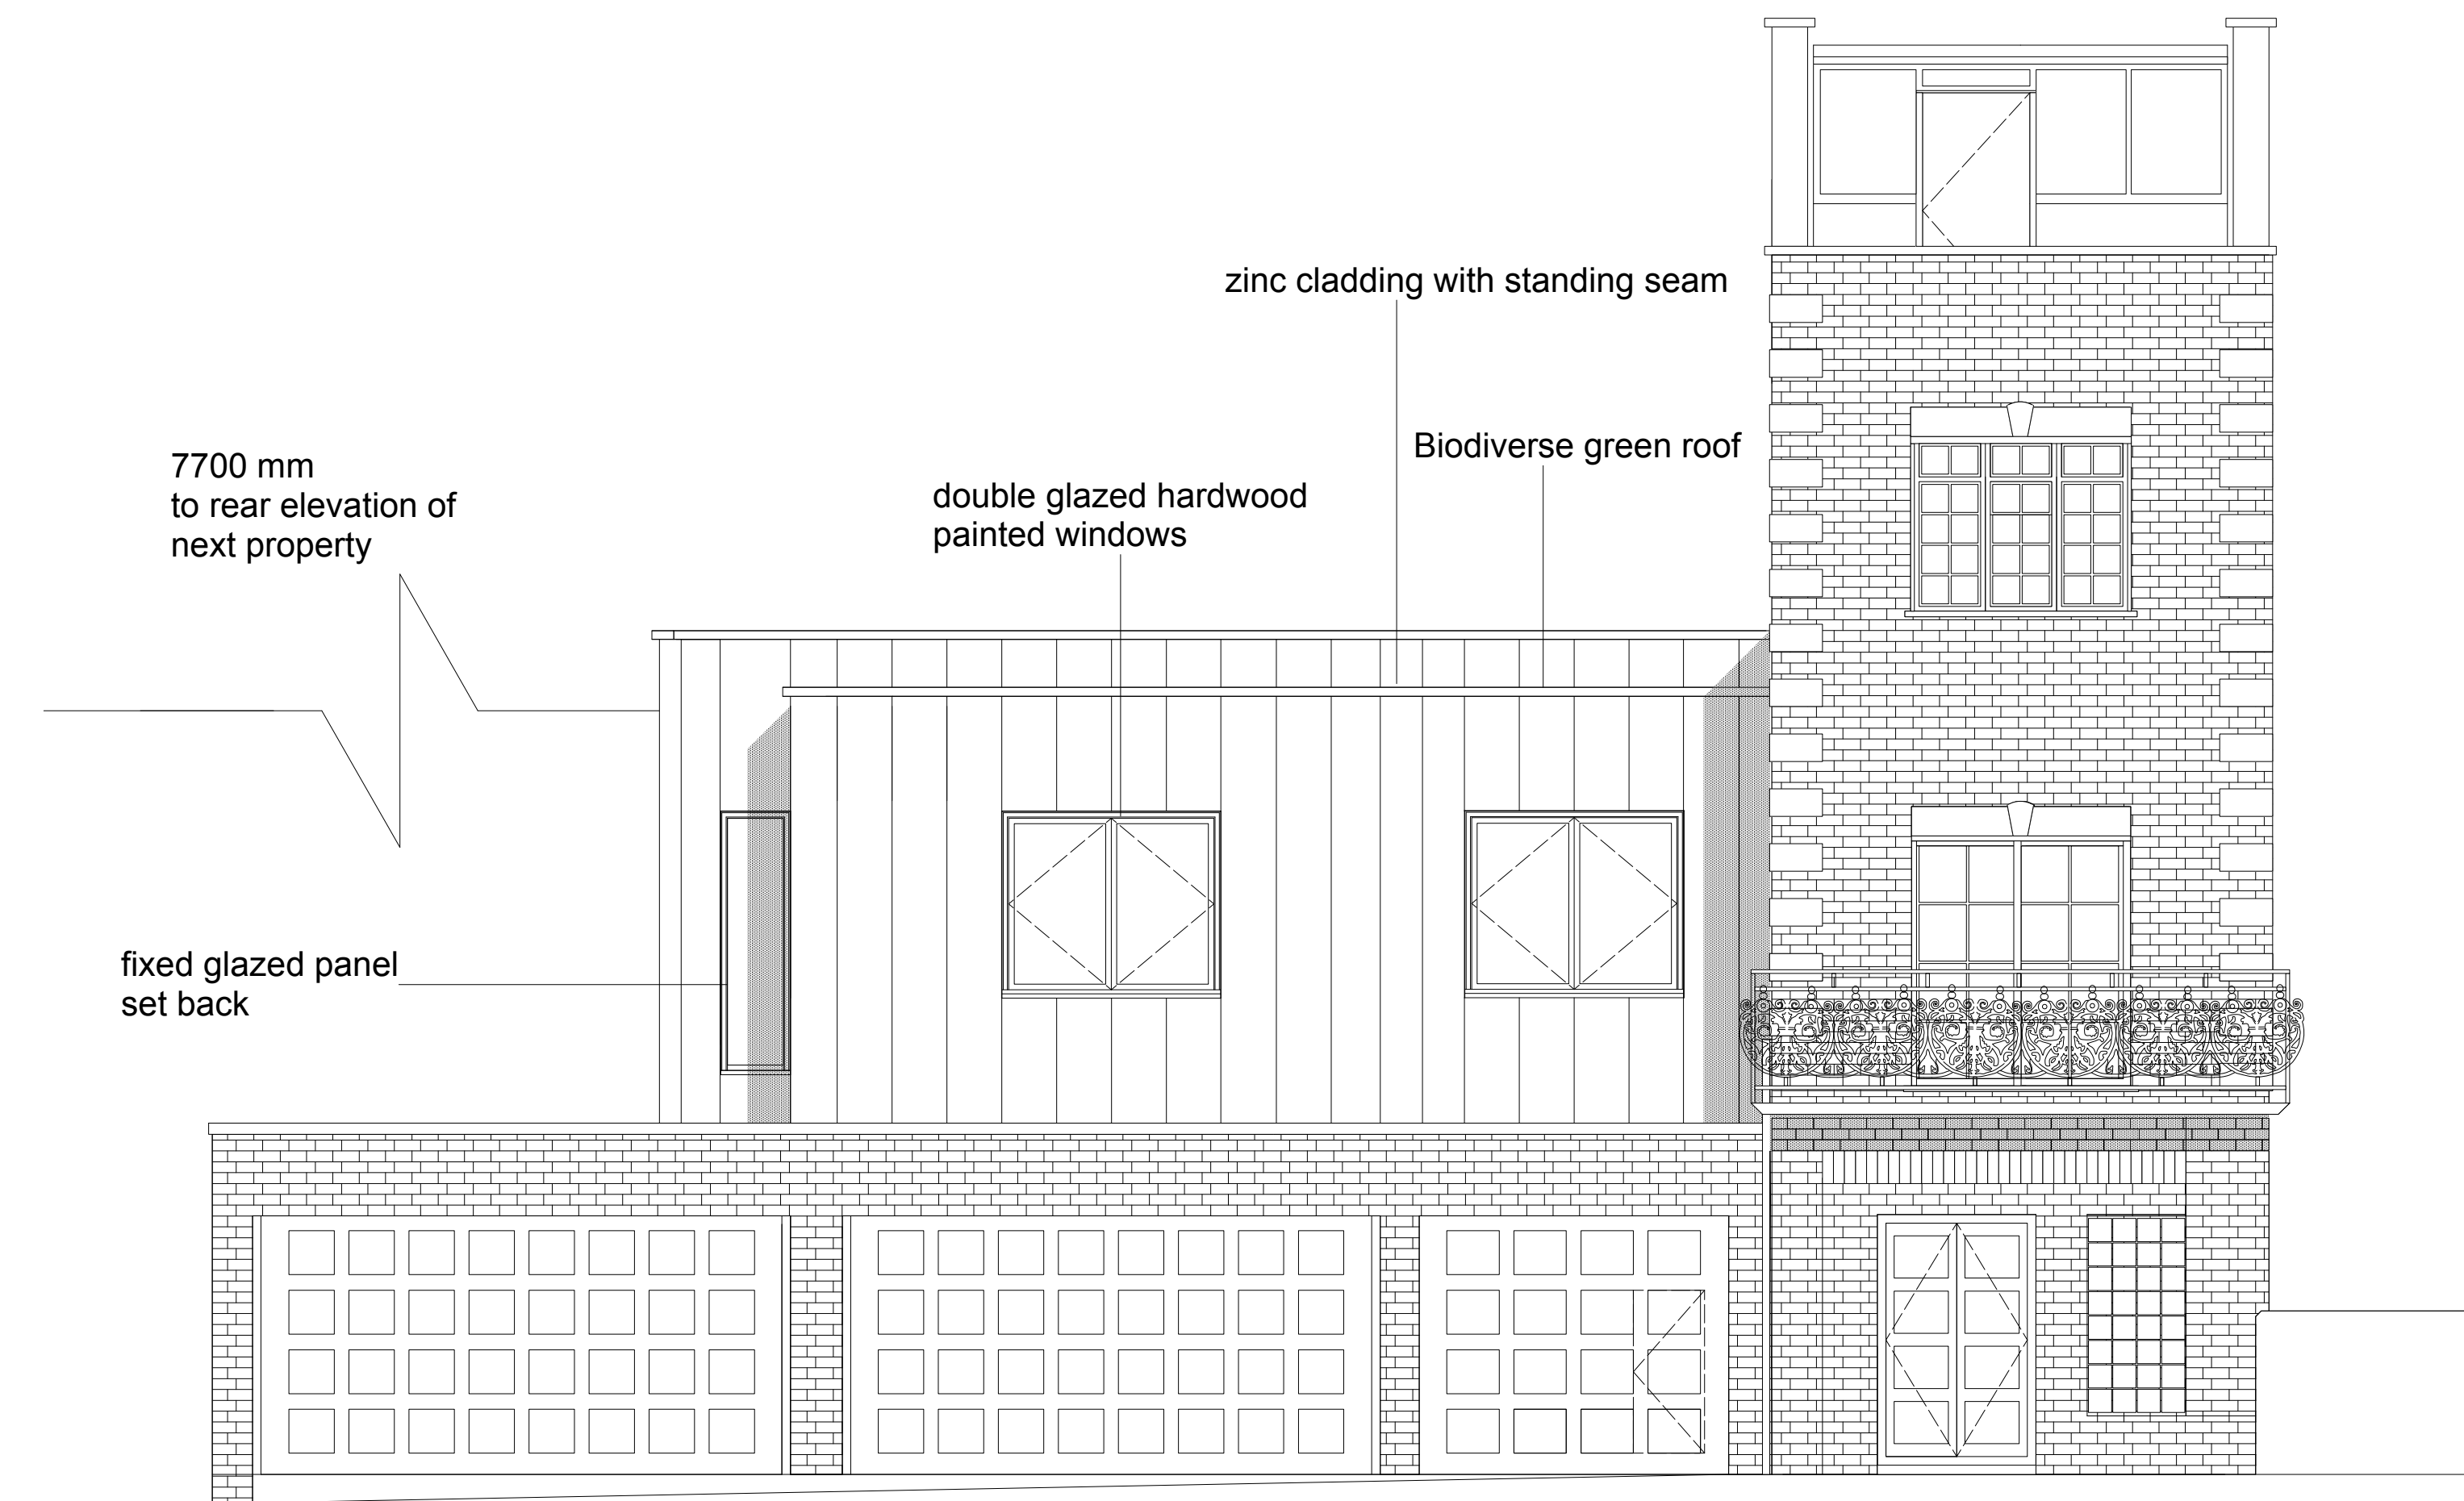 zinc cladding with standing seam
Biodiverse green roof
7700 mm
to rear elevation of
next property
double glazed hardwood
painted windows
fixed glazed panel
set back